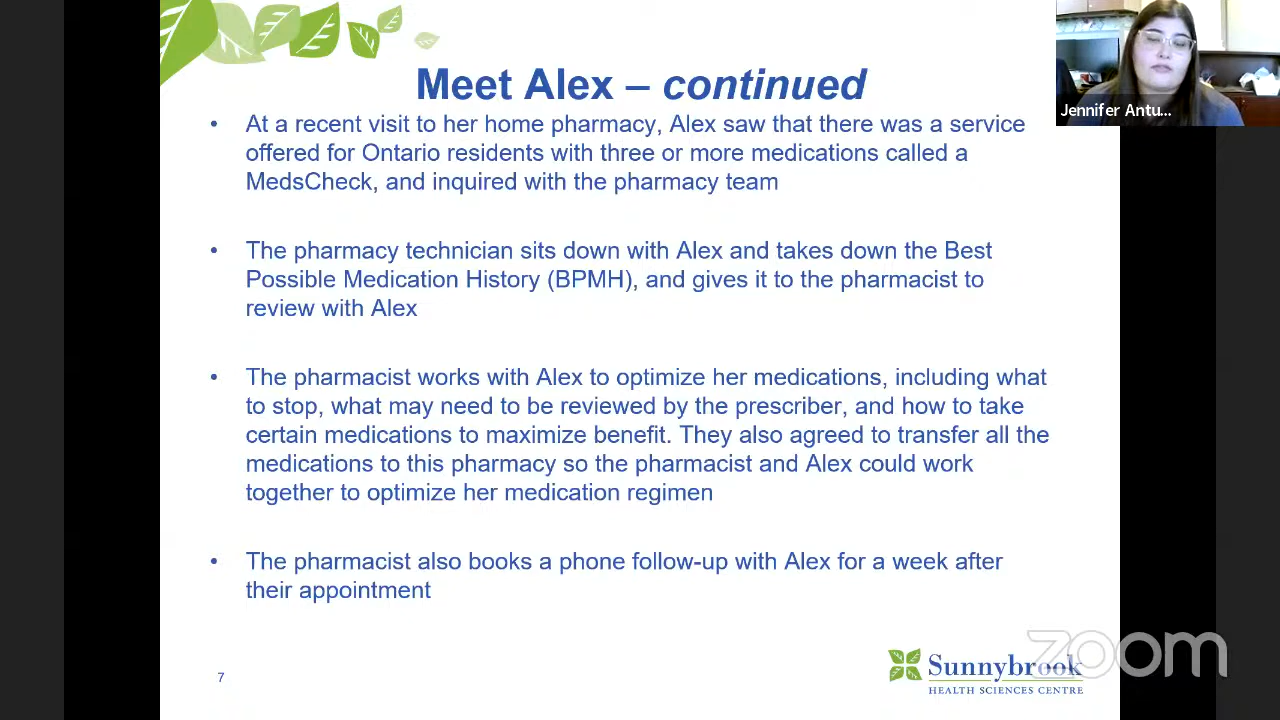 Meet Alex – continued
• At a recent visit to her home pharmacy, Alex saw that there was a service
offered for Ontario residents with three or more medications called a
MedsCheck, and inquired with the pharmacy team
• The pharmacy technician sits down with Alex and takes down the Best
Possible Medication History (BPMH), and gives it to the pharmacist to
review with Alex
• The pharmacist works with Alex to optimize her medications, including what
to stop, what may need to be reviewed by the prescriber, and how to take
certain medications to maximize benefit. They also agreed to transfer all the
medications to this pharmacy so the pharmacist and Alex could work
together to optimize her medication regimen
• The pharmacist also books a phone follow-up with Alex for a week after
their appointment
7
Sunnybrook
HEALTH SCIENCES CENTRE
zoom
Jennifer Antu...